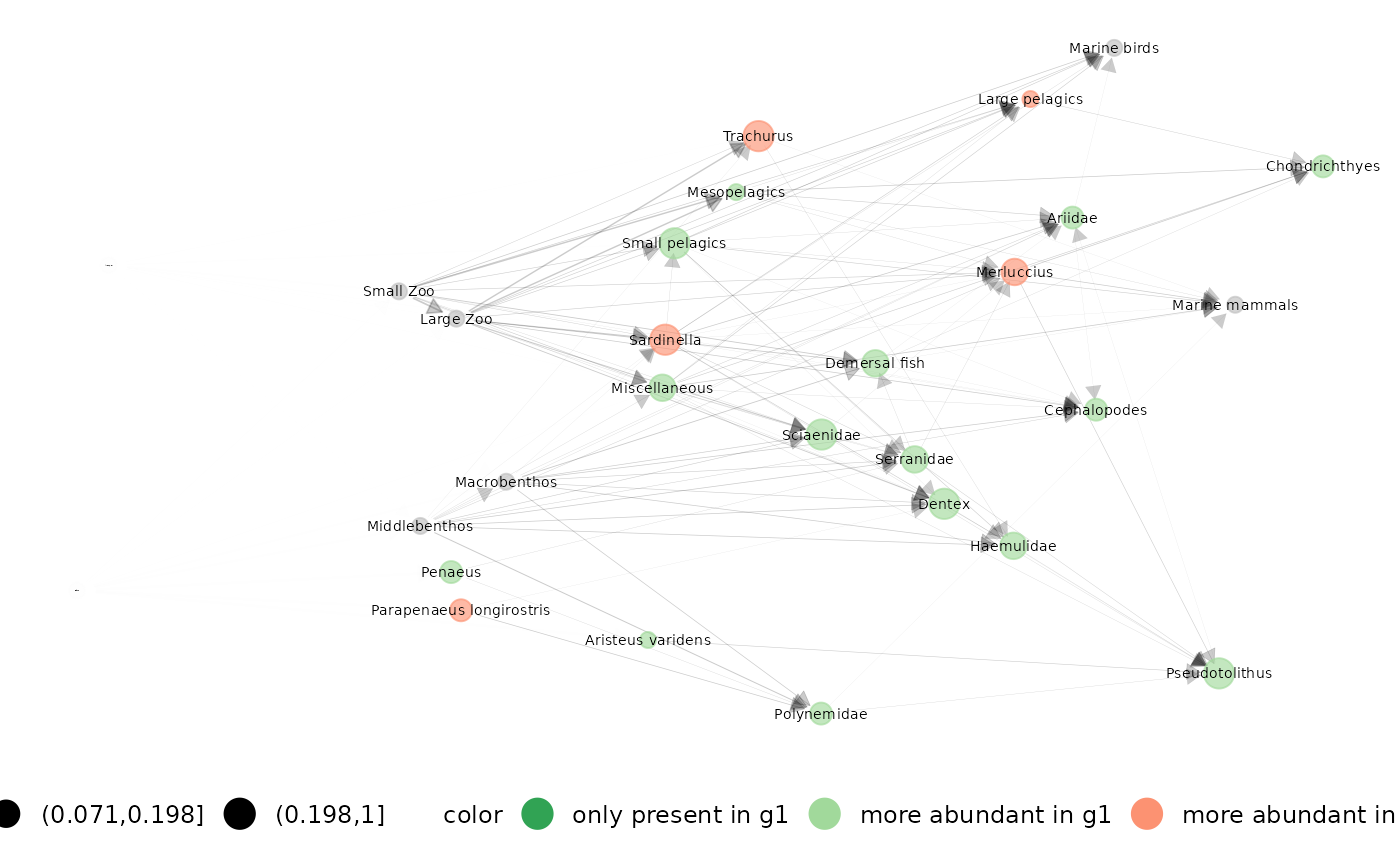 Marine birds
Large pelagics
Trachurus
Chondrichthyes
Mesopelagics
Ariidae
Small pelagics
Merluccius
Small Zoo
Marine mammals
Large Zoo
Sardinella
Demersal fish
Miscellaneous
Cephalopodes
Sciaenidae
Serranidae
Macrobenthos
Dentex
Middlebenthos
Haemulidae
Penaeus
Parapenaeus longirostris
Aristeus varidens
Pseudotolithus
Polynemidae
(0.071,0.198] (0.198,1] color only present in g1 more abundant in g1 more abundant in